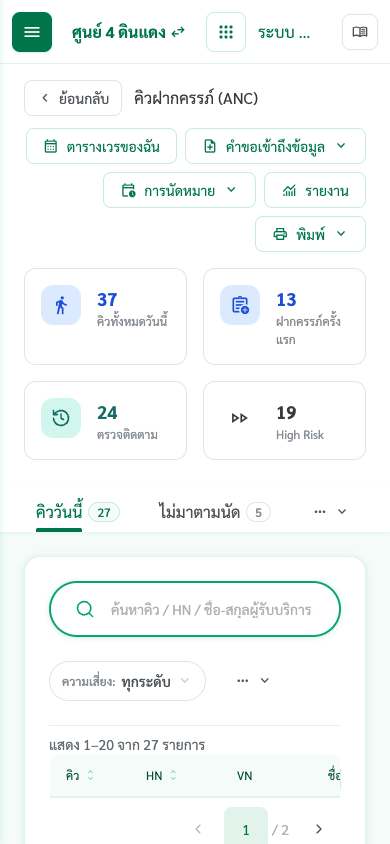 ศูนย์ 4 ดินแดง
ระบบ ...
ย้อนกลับ
คิวฝากครรภ์ (ANC)
ตารางเวรของฉัน
คำขอเข้าถึงข้อมูล
การนัดหมาย
รายงาน
พิมพ์
37
คิวทั้งหมดวันนี้
13
ฝากครรภ์ครั้ง
แรก
24
ตรวจติดตาม
19
High Risk
คิววันนี้ 27
ไม่มาตามนัด 5
...
ค้นหาคิว / HN / ชื่อ-สกุลผู้รับบริการ
ความเสี่ยง: ทุกระดับ
...
แสดง 1–20 จาก 27 รายการ
คิว HN VN ชื่อ
1 / 2